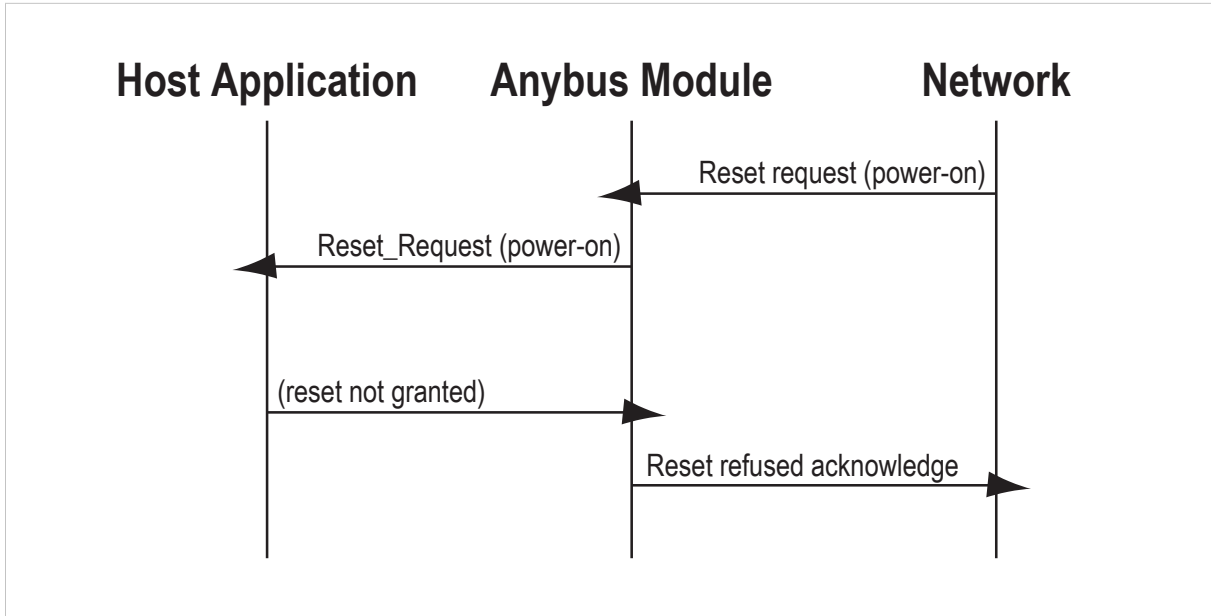 Host Application Anybus Module Network
Reset request (power-on)
Reset_Request (power-on)
(reset not granted)
Reset refused acknowledge